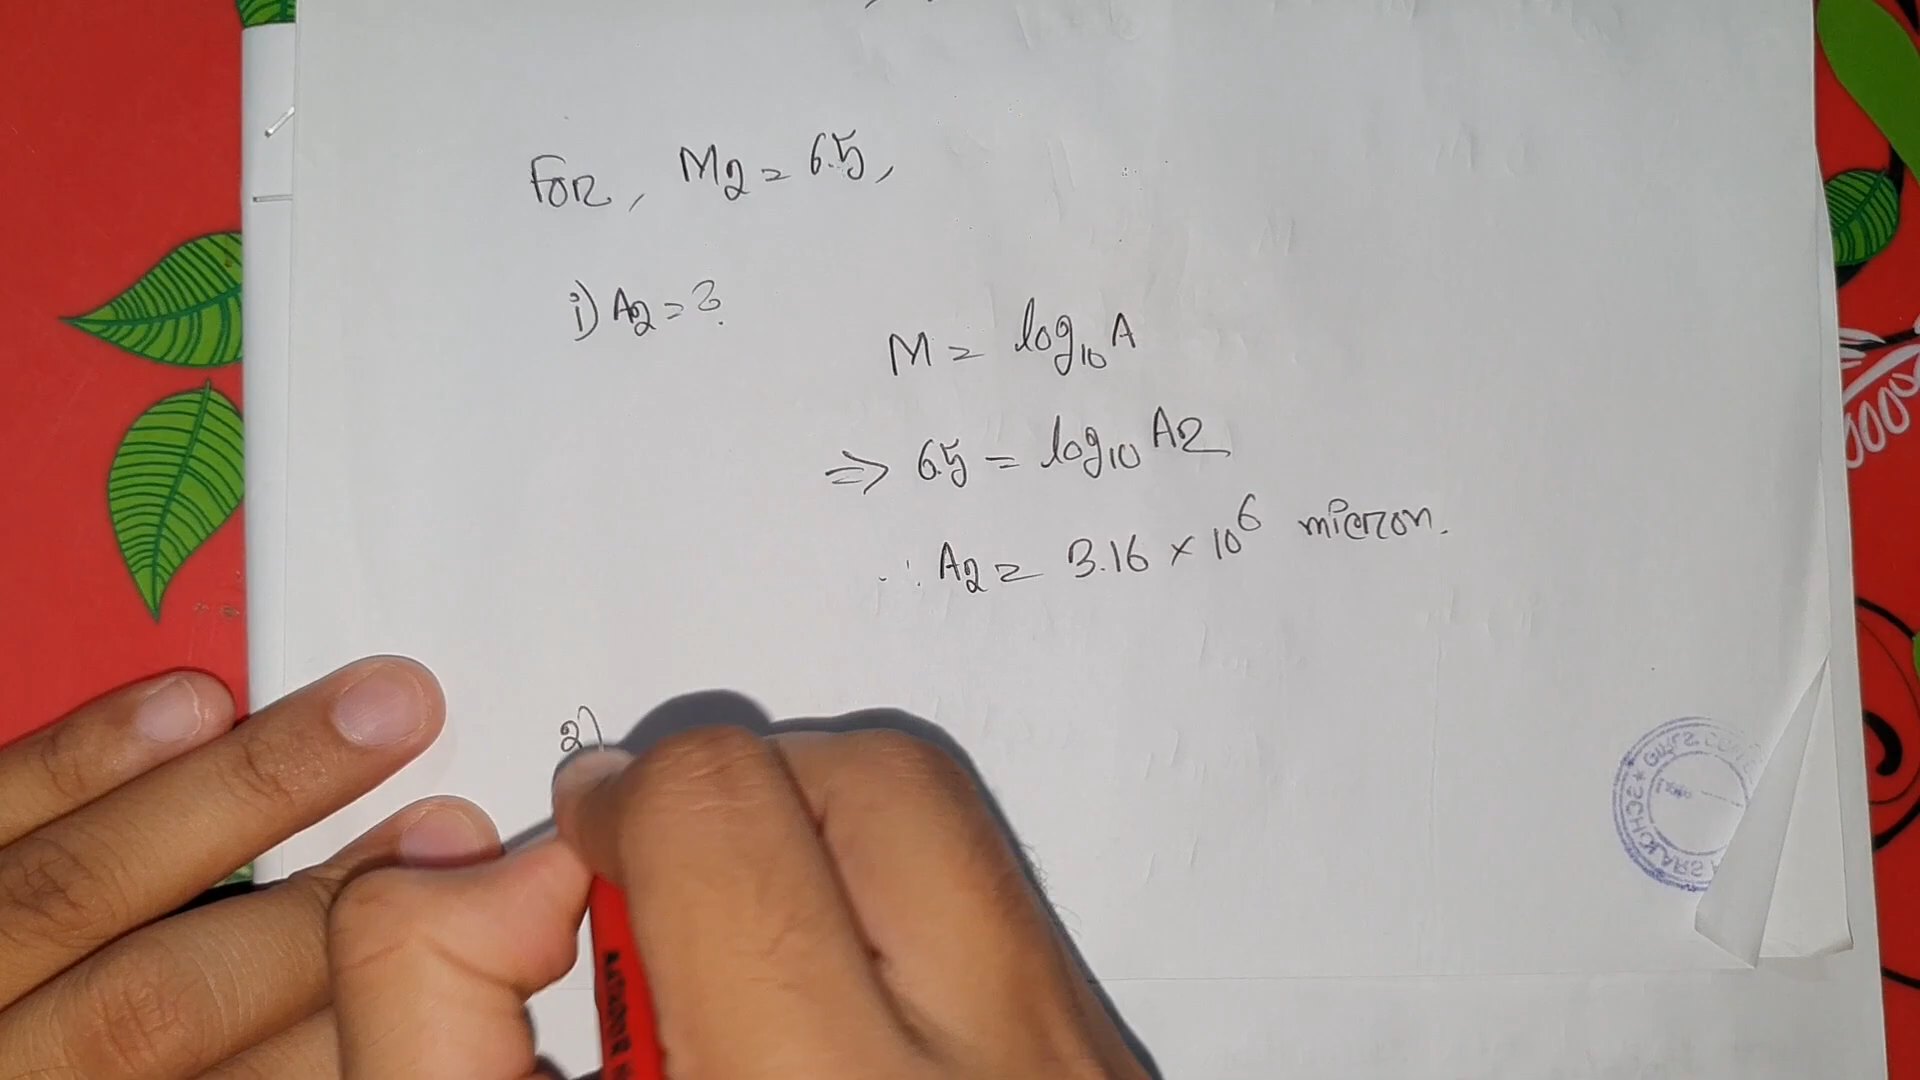 For, M2 = 6.5,
i) A2 = ?
M = log10 A
⇒ 6.5 = log10 A2
∴ A2 = 3.16 × 10^6 micron.
2)